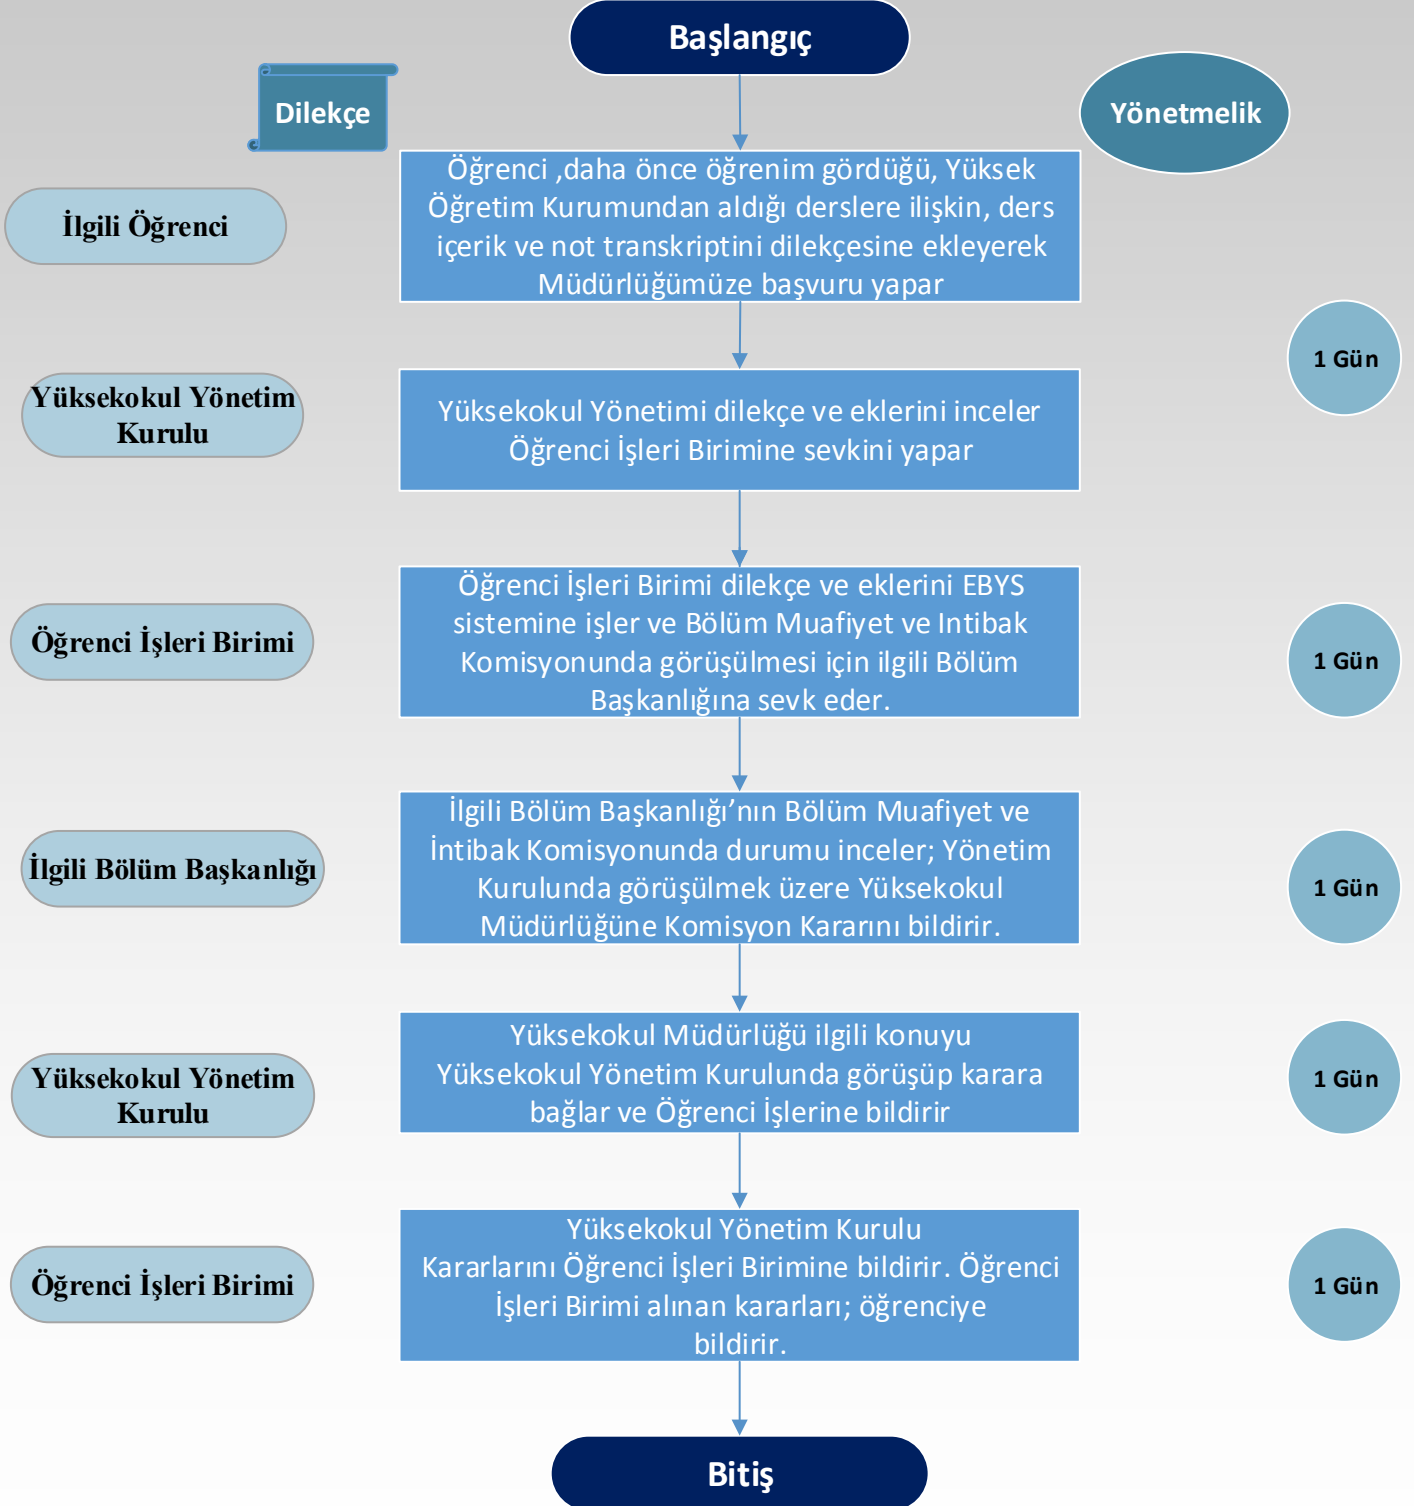 Başlangıç
Dilekçe
Yönetmelik
İlgili Öğrenci
Öğrenci ,daha önce öğrenim gördüğü, Yüksek
Öğretim Kurumundan aldığı derslere ilişkin, ders
içerik ve not transkriptini dilekçesine ekleyerek
Müdürlüğümüze başvuru yapar
1 Gün
Yüksekokul Yönetim
Kurulu
Yüksekokul Yönetimi dilekçe ve eklerini inceler
Öğrenci İşleri Birimine sevkini yapar
Öğrenci İşleri Birimi
Öğrenci İşleri Birimi dilekçe ve eklerini EBYS
sistemine işler ve Bölüm Muafiyet ve Intibak
Komisyonunda görüşülmesi için ilgili Bölüm
Başkanlığına sevk eder.
1 Gün
İlgili Bölüm Başkanlığı
İlgili Bölüm Başkanlığı’nın Bölüm Muafiyet ve
İntibak Komisyonunda durumu inceler; Yönetim
Kurulunda görüşülmek üzere Yüksekokul
Müdürlüğüne Komisyon Kararını bildirir.
1 Gün
Yüksekokul Yönetim
Kurulu
Yüksekokul Müdürlüğü ilgili konuyu
Yüksekokul Yönetim Kurulunda görüşüp karara
bağlar ve Öğrenci İşlerine bildirir
1 Gün
Öğrenci İşleri Birimi
Yüksekokul Yönetim Kurulu
Kararlarını Öğrenci İşleri Birimine bildirir. Öğrenci
İşleri Birimi alınan kararları; öğrenciye
bildirir.
1 Gün
Bitiş